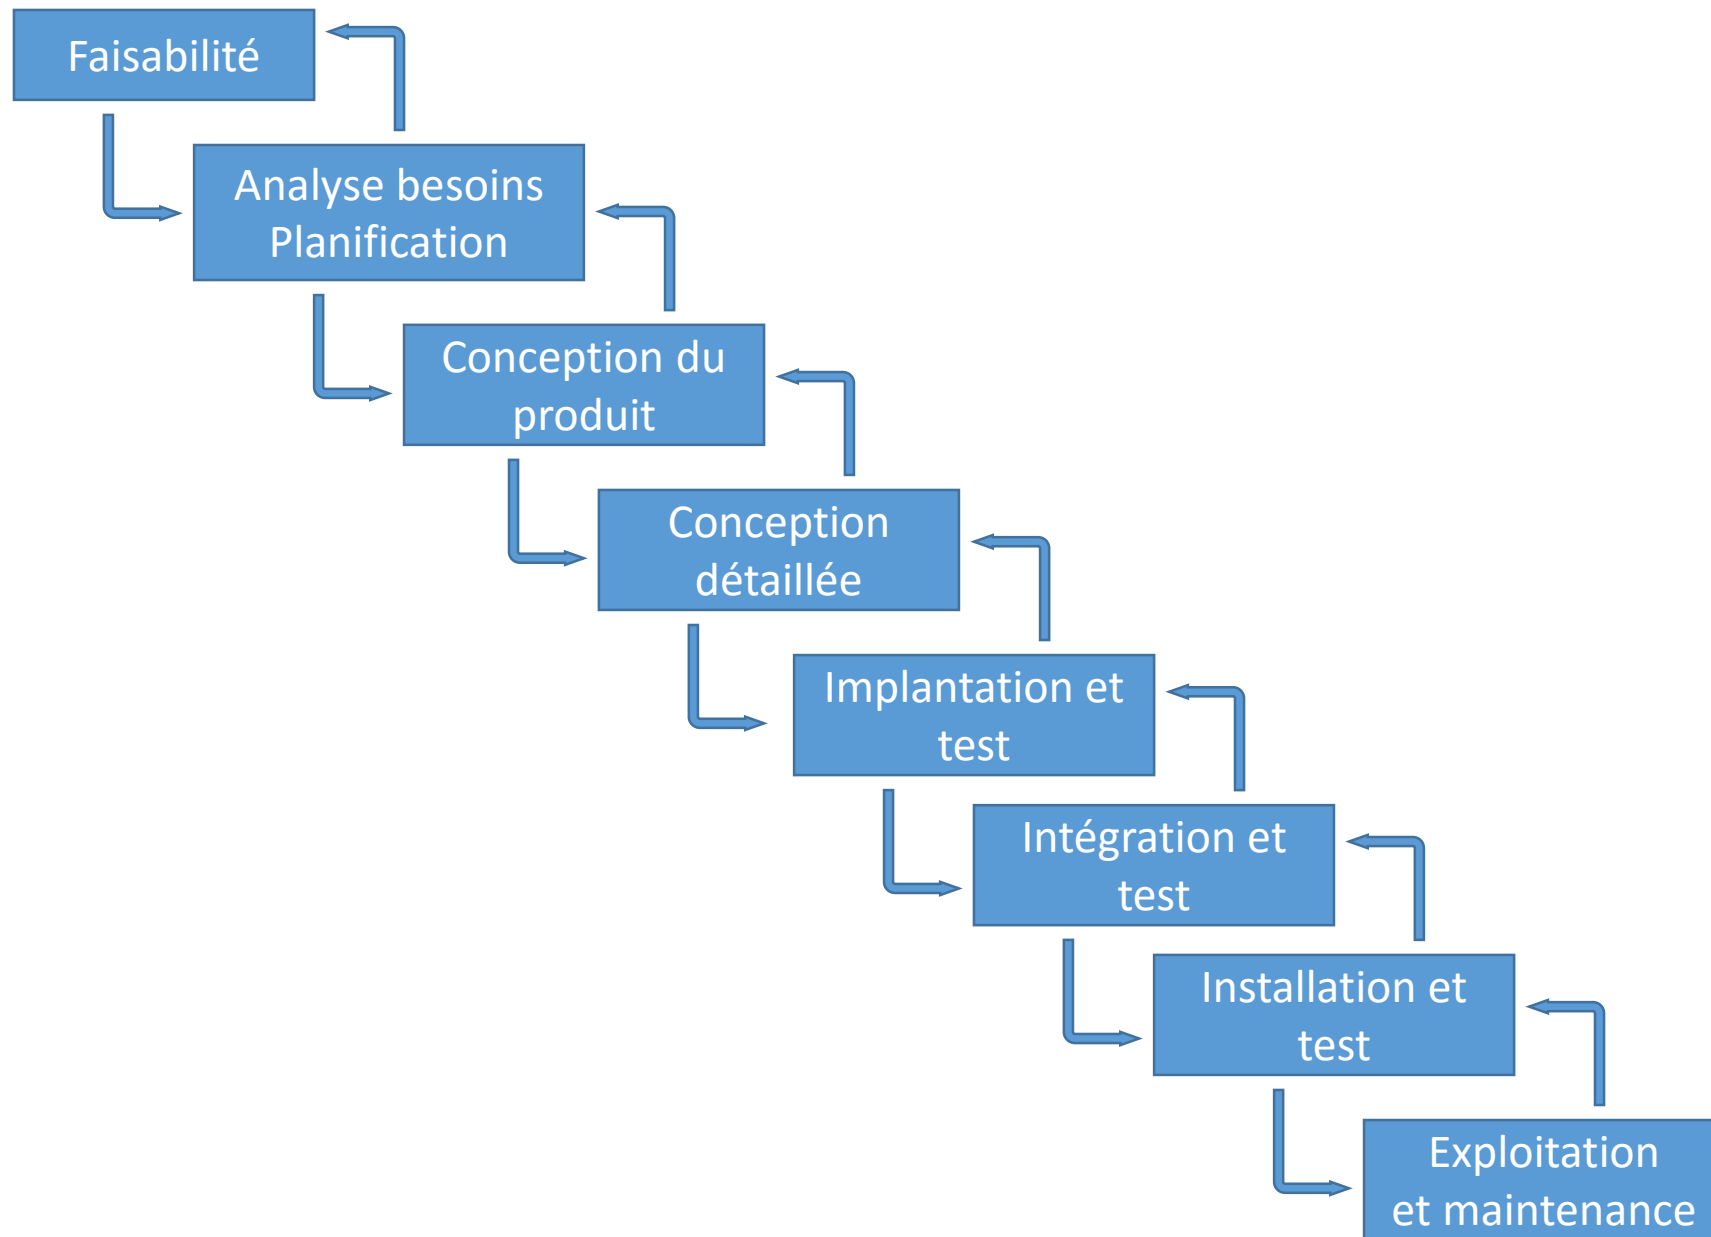 Faisabilité
Analyse besoins
Planification
Conception du
produit
Conception
détaillée
Implantation et
test
Intégration et
test
Installation et
test
Exploitation
et maintenance